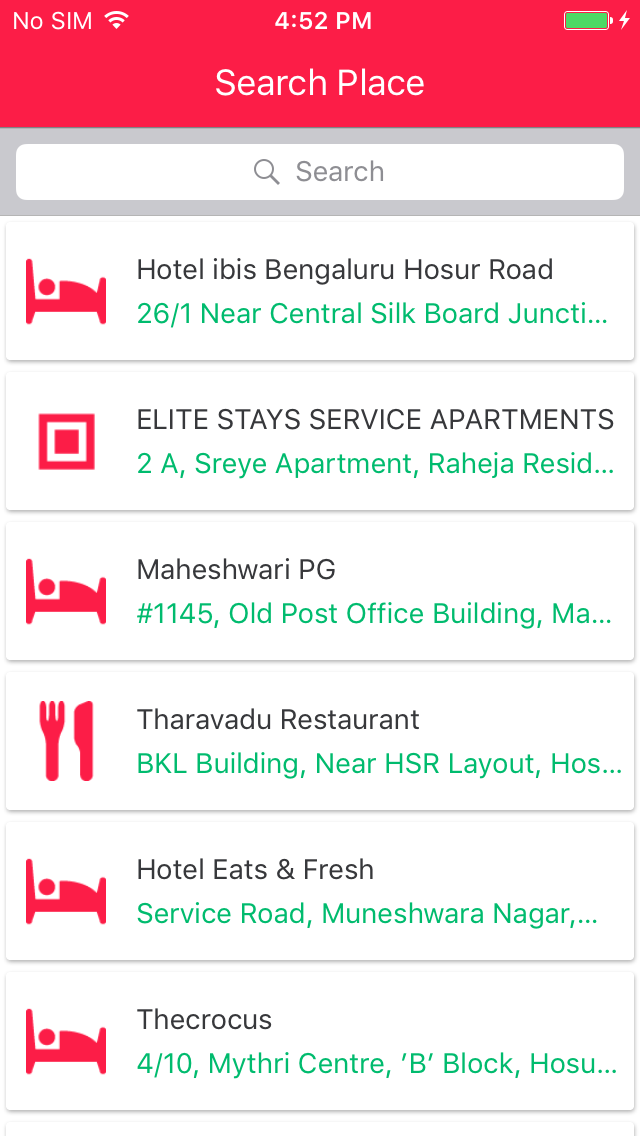 No SIM 4:52 PM
Search Place
Search
Hotel ibis Bengaluru Hosur Road
26/1 Near Central Silk Board Juncti...
ELITE STAYS SERVICE APARTMENTS
2 A, Sreye Apartment, Raheja Resid...
Maheshwari PG
#1145, Old Post Office Building, Ma...
Tharavadu Restaurant
BKL Building, Near HSR Layout, Hos...
Hotel Eats & Fresh
Service Road, Muneshwara Nagar,...
Thecrocus
4/10, Mythri Centre, ’B’ Block, Hosu...